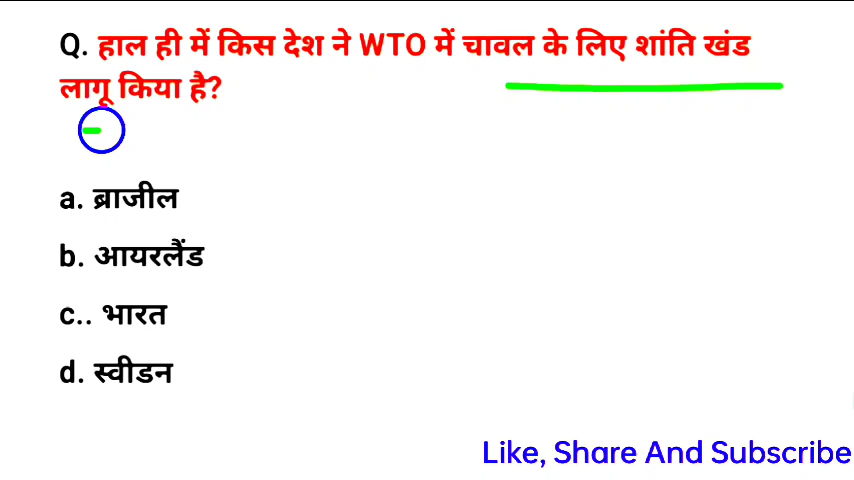 Q. हाल ही में किस देश ने WTO में चावल के लिए शांति खंड
लागू किया है?
a. ब्राजील
b. आयरलैंड
c.. भारत
d. स्वीडन
Like, Share And Subscribe